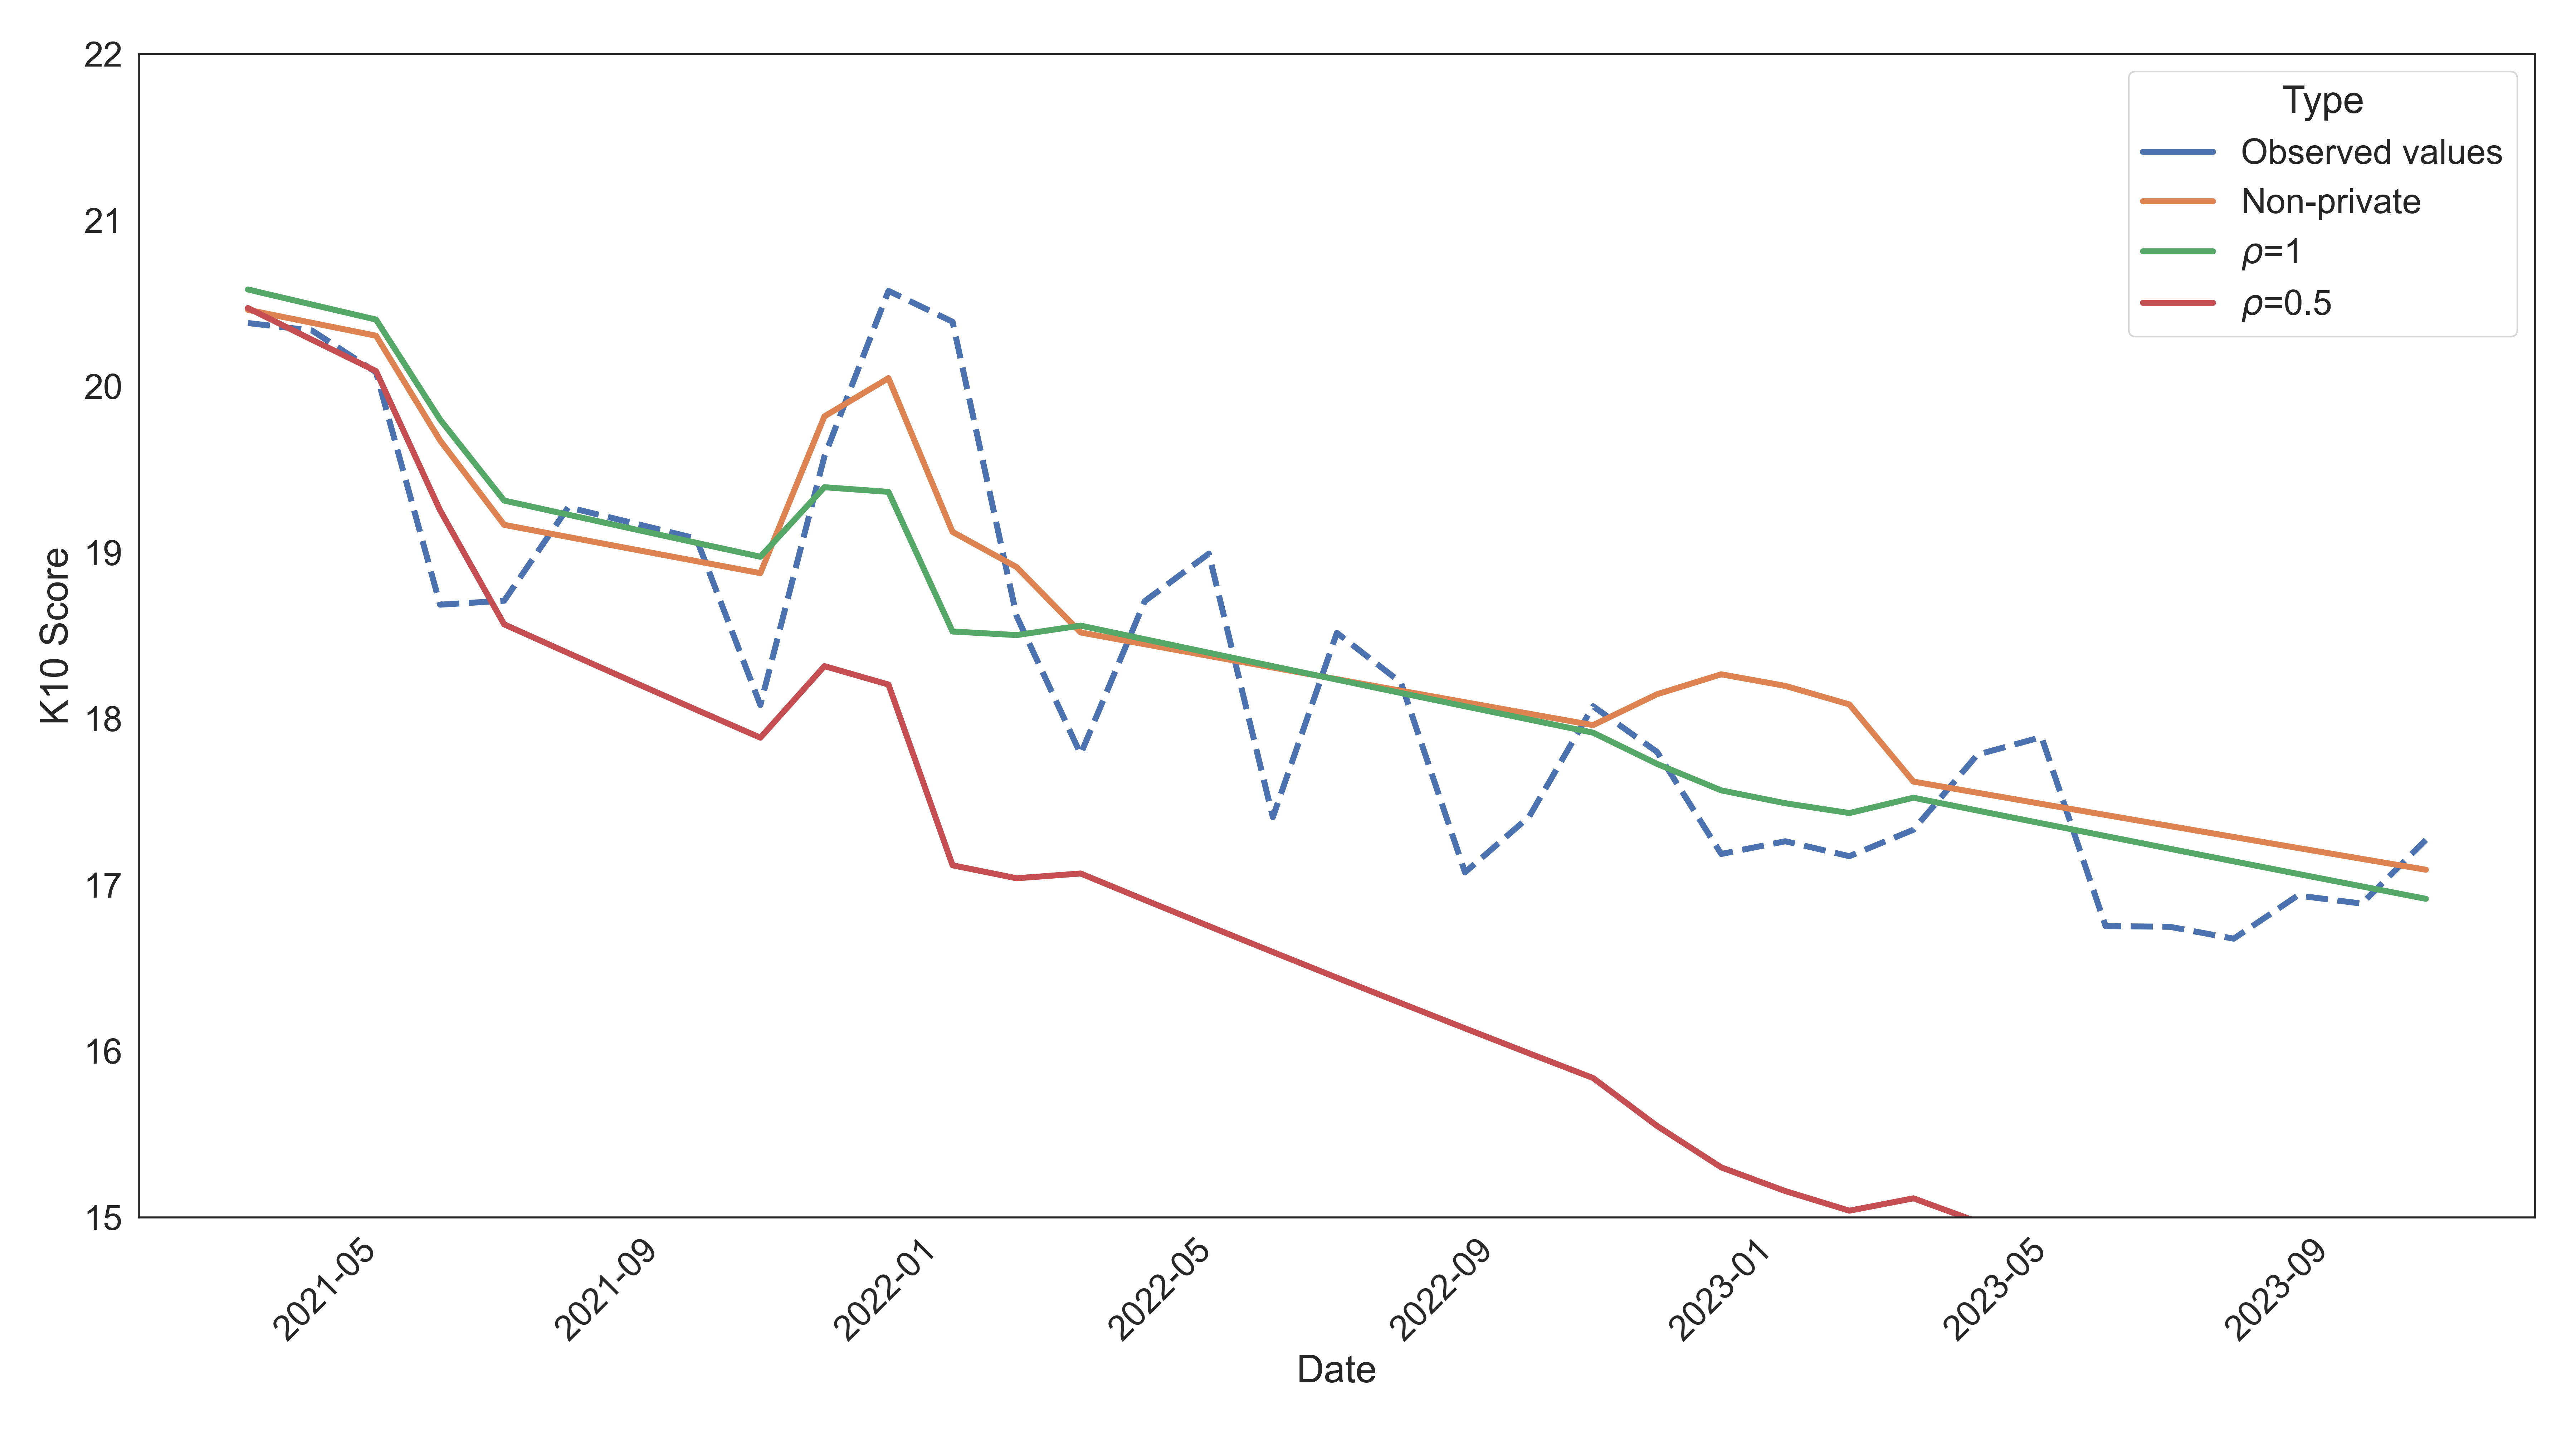 22
21
20
19
18
17
16
15
K10 Score
Type
Observed values
Non-private
ρ=1
ρ=0.5
2021-05
2021-09
2022-01
2022-05
2022-09
2023-01
2023-05
2023-09
Date